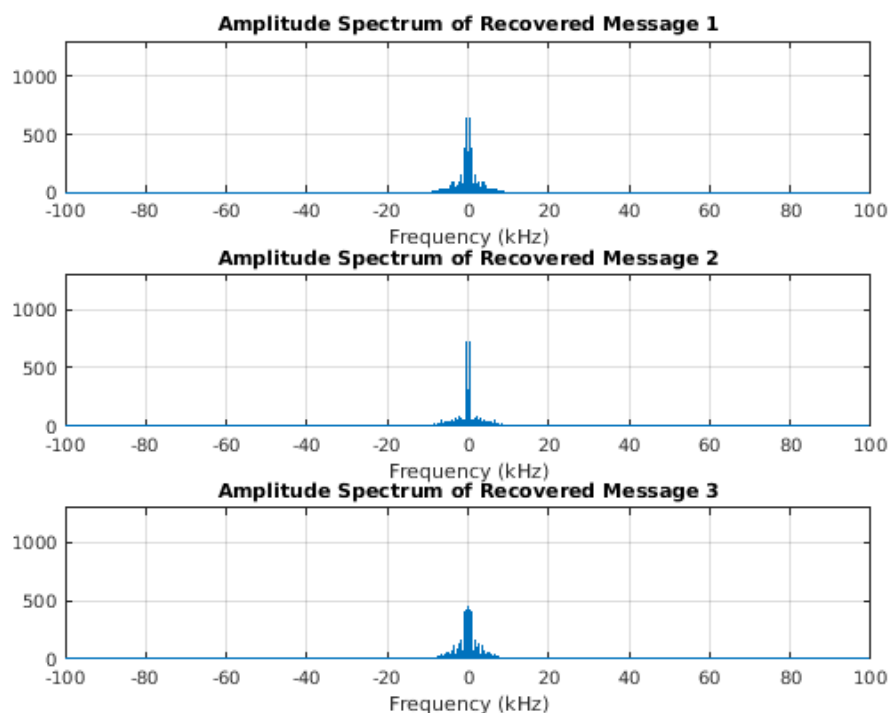 Amplitude Spectrum of Recovered Message 1
1000
500
0
-100 -80 -60 -40 -20 0 20 40 60 80 100
Frequency (kHz)
Amplitude Spectrum of Recovered Message 2
1000
500
0
-100 -80 -60 -40 -20 0 20 40 60 80 100
Frequency (kHz)
Amplitude Spectrum of Recovered Message 3
1000
500
0
-100 -80 -60 -40 -20 0 20 40 60 80 100
Frequency (kHz)